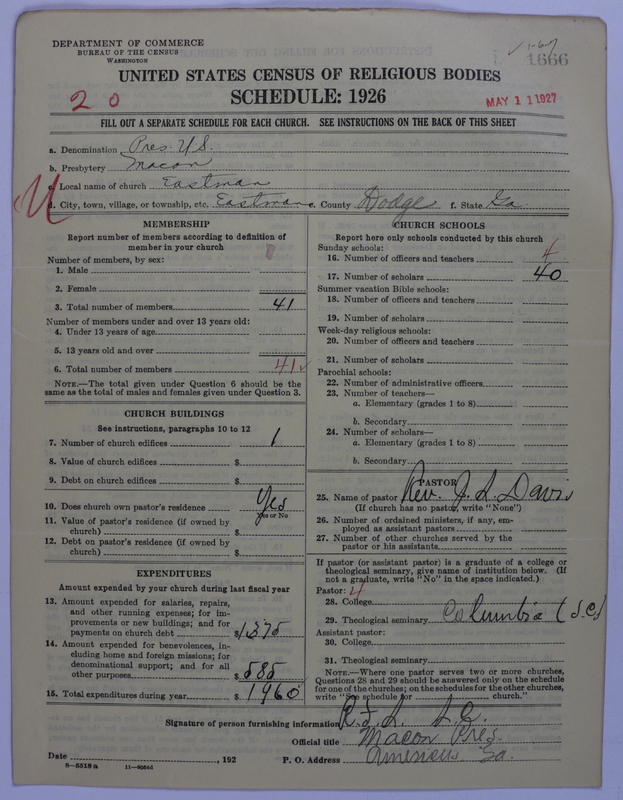 DEPARTMENT OF COMMERCE
BUREAU OF THE CENSUS
WASHINGTON
1-6-7
1666
UNITED STATES CENSUS OF RELIGIOUS BODIES
SCHEDULE: 1926
2 0
MAY 11 1927
FILL OUT A SEPARATE SCHEDULE FOR EACH CHURCH. SEE INSTRUCTIONS ON THE BACK OF THIS SHEET
a. Denomination Pres. U.S.
b. Presbytery Macon
c. Local name of church Eastman
d. City, town, village, or township, etc. Eastman e. County Dodge f. State Ga
MEMBERSHIP
Report number of members according to definition of
member in your church
Number of members, by sex:
1. Male
2. Female
3. Total number of members 41
Number of members under and over 13 years old:
4. Under 13 years of age
5. 13 years old and over
6. Total number of members 41
NOTE.—The total given under Question 6 should be the
same as the total of males and females given under Question 3.
CHURCH BUILDINGS
See instructions, paragraphs 10 to 12
7. Number of church edifices 1
8. Value of church edifices $
9. Debt on church edifices $
10. Does church own pastor's residence Yes
Yes or No
11. Value of pastor's residence (if owned by
church) $
12. Debt on pastor's residence (if owned by
church) $
EXPENDITURES
Amount expended by your church during last fiscal year
13. Amount expended for salaries, repairs,
and other running expenses; for im-
provements or new buildings; and for
payments on church debt $1,375
14. Amount expended for benevolences, in-
cluding home and foreign missions; for
denominational support; and for all
other purposes $585
15. Total expenditures during year $1960
CHURCH SCHOOLS
Report here only schools conducted by this church
Sunday schools:
16. Number of officers and teachers 4
17. Number of scholars 40
Summer vacation Bible schools:
18. Number of officers and teachers
19. Number of scholars
Week-day religious schools:
20. Number of officers and teachers
21. Number of scholars
Parochial schools:
22. Number of administrative officers
23. Number of teachers—
a. Elementary (grades 1 to 8)
b. Secondary
24. Number of scholars—
a. Elementary (grades 1 to 8)
b. Secondary
PASTOR
25. Name of pastor Rev. J. L. Davis
(If church has no pastor, write "None")
26. Number of ordained ministers, if any, em-
ployed as assistant pastors
27. Number of other churches served by the
pastor or his assistants
If pastor (or assistant pastor) is a graduate of a college or
theological seminary, give name of institution below. (If
not a graduate, write "No" in the space indicated.)
Pastor: 4
28. College
29. Theological seminary Columbia (S.C.)
Assistant pastor:
30. College
31. Theological seminary
NOTE.—Where one pastor serves two or more churches,
Questions 28 and 29 should be answered only on the schedule
for one of the churches; on the schedules for the other churches,
write "See schedule for church."
Signature of person furnishing information
S.C.
Official title Macon Pres.
Date , 192 P. O. Address Americus Ga.
8-5518a 11-80564